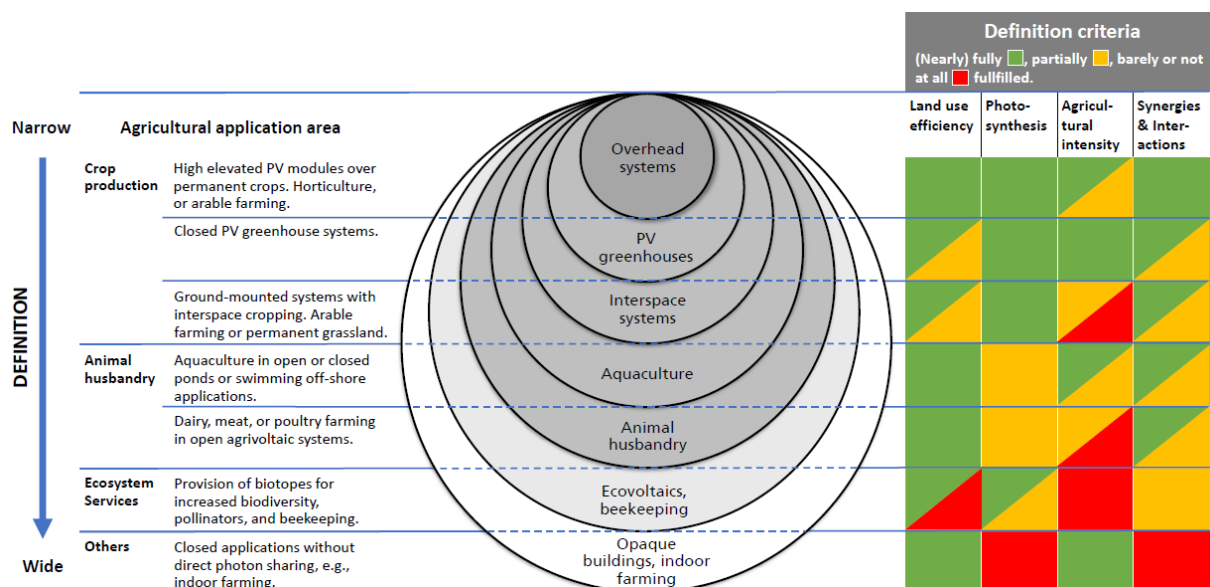 Definition criteria
(Nearly) fully , partially , barely or not
at all fullfilled.
Land use
efficiency
Photo-
synthesis
Agricul-
tural
intensity
Synergies
& Inter-
actions
Narrow
Agricultural application area
DEFINITION
Wide
Crop
production
High elevated PV modules over
permanent crops. Horticulture,
or arable farming.
Overhead
systems
Closed PV greenhouse systems.
PV
greenhouses
Ground-mounted systems with
interspace cropping. Arable
farming or permanent grassland.
Interspace
systems
Animal
husbandry
Aquaculture in open or closed
ponds or swimming off-shore
applications.
Aquaculture
Dairy, meat, or poultry farming
in open agrivoltaic systems.
Animal
husbandry
Ecosystem
Services
Provision of biotopes for
increased biodiversity,
pollinators, and beekeeping.
Ecovoltaics,
beekeeping
Others
Closed applications without
direct photon sharing, e.g.,
indoor farming.
Opaque
buildings, indoor
farming